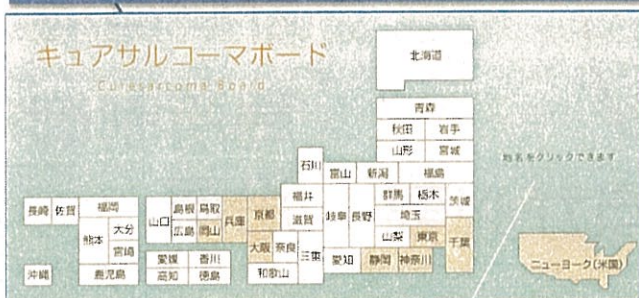 キュアサルコーマボード
Curesarcoma Board
北海道
青森
秋田 岩手
山形 宮城
地名をクリックできます
石川 富山 新潟 福島
福井 岐阜 長野 群馬 栃木 茨城
長崎 佐賀 福岡 山口 島根 鳥取 兵庫 京都 滋賀 埼玉
熊本 大分 広島 岡山 山梨 東京 千葉
宮崎 大阪 奈良 三重 愛知 静岡 神奈川
沖縄 鹿児島 愛媛 香川 和歌山
高知 徳島
ニューヨーク(米国)